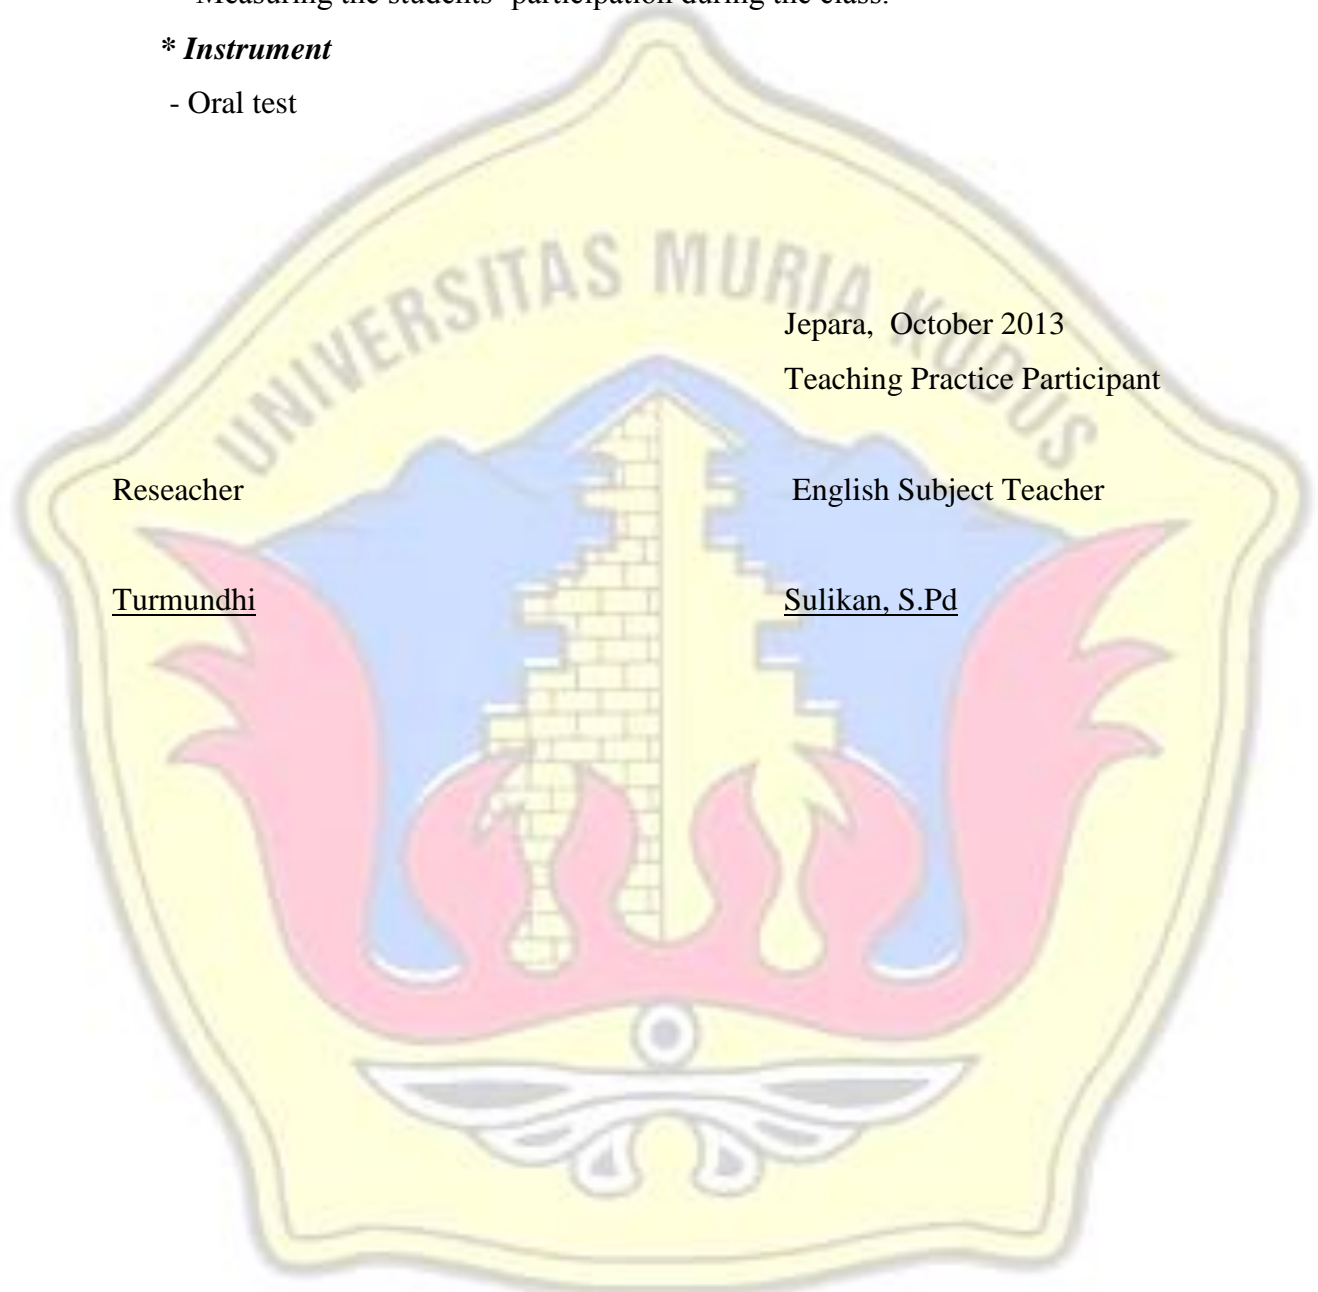 Measuring the students' participation during the class.
* Instrument
- Oral test
UNIVERSITAS MURIA KUDUS
Jepara, October 2013
Teaching Practice Participant
Reseacher English Subject Teacher
Turmundhi Sulikan, S.Pd